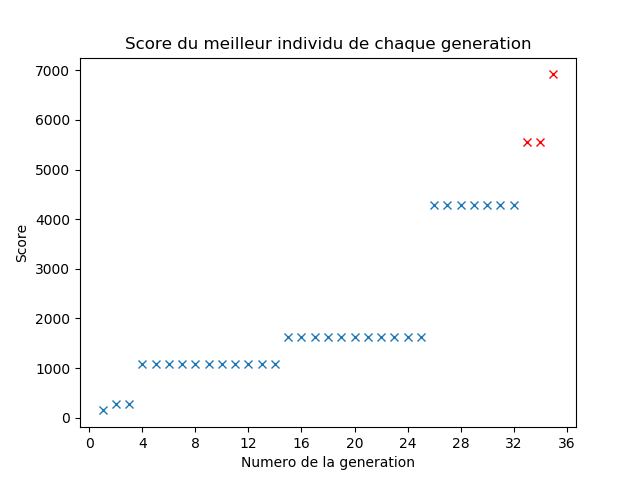 Score du meilleur individu de chaque generation
7000
6000
5000
4000
3000
2000
1000
0
Score
0 4 8 12 16 20 24 28 32 36
Numero de la generation